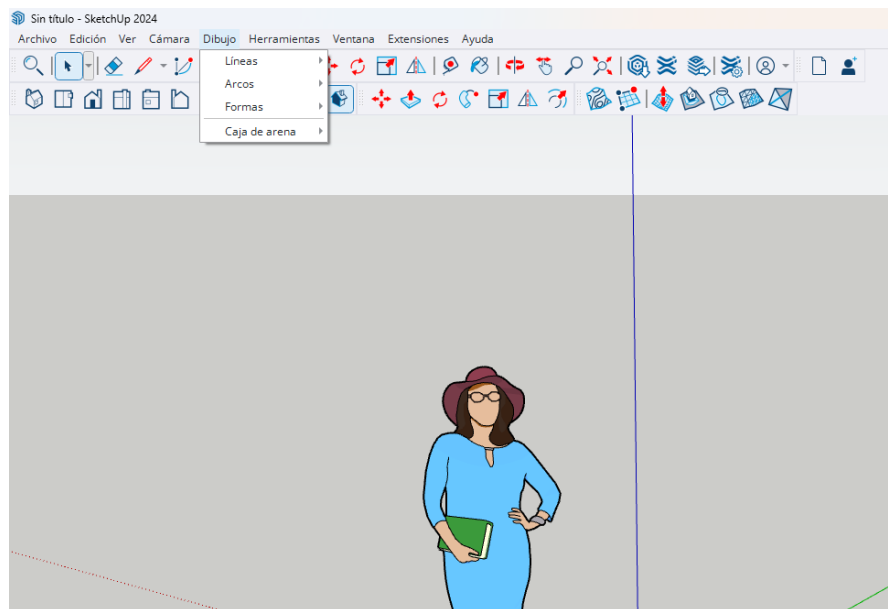 Sin título - SketchUp 2024
Archivo Edición Ver Cámara Dibujo Herramientas Ventana Extensiones Ayuda
Líneas
Arcos
Formas
Caja de arena